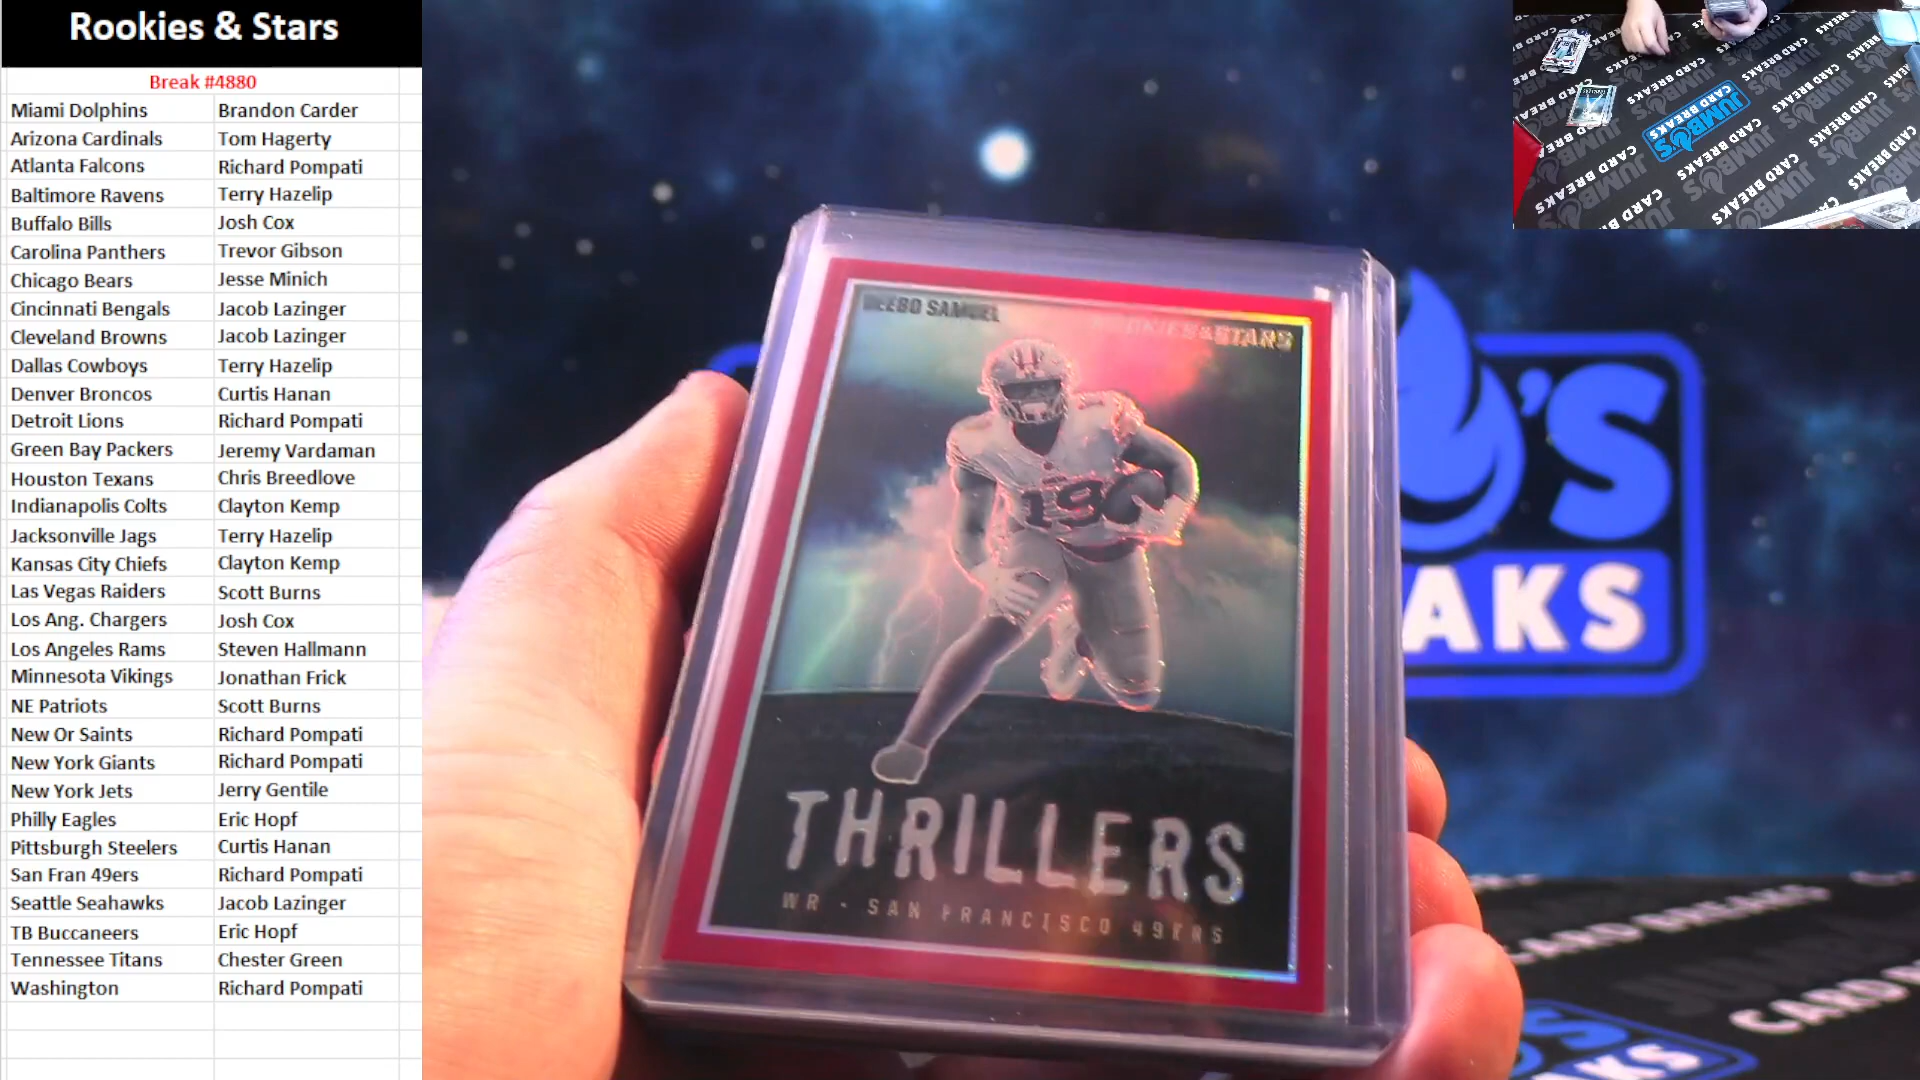 Rookies & Stars
Break #4880
Miami Dolphins Brandon Carder
Arizona Cardinals Tom Hagerty
Atlanta Falcons Richard Pompati
Baltimore Ravens Terry Hazelip
Buffalo Bills Josh Cox
Carolina Panthers Trevor Gibson
Chicago Bears Jesse Minich
Cincinnati Bengals Jacob Lazinger
Cleveland Browns Jacob Lazinger
Dallas Cowboys Terry Hazelip
Denver Broncos Curtis Hanan
Detroit Lions Richard Pompati
Green Bay Packers Jeremy Vardaman
Houston Texans Chris Breedlove
Indianapolis Colts Clayton Kemp
Jacksonville Jags Terry Hazelip
Kansas City Chiefs Clayton Kemp
Las Vegas Raiders Scott Burns
Los Ang. Chargers Josh Cox
Los Angeles Rams Steven Hallmann
Minnesota Vikings Jonathan Frick
NE Patriots Scott Burns
New Or Saints Richard Pompati
New York Giants Richard Pompati
New York Jets Jerry Gentile
Philly Eagles Eric Hopf
Pittsburgh Steelers Curtis Hanan
San Fran 49ers Richard Pompati
Seattle Seahawks Jacob Lazinger
TB Buccaneers Eric Hopf
Tennessee Titans Chester Green
Washington Richard Pompati
DEEBO SAMUEL
ROOKIES & STARS
THRILLERS
WR - SAN FRANCISCO 49ERS
O'S
AKS
CARD BREAKS
JUMBO'S
CARD BREAKS